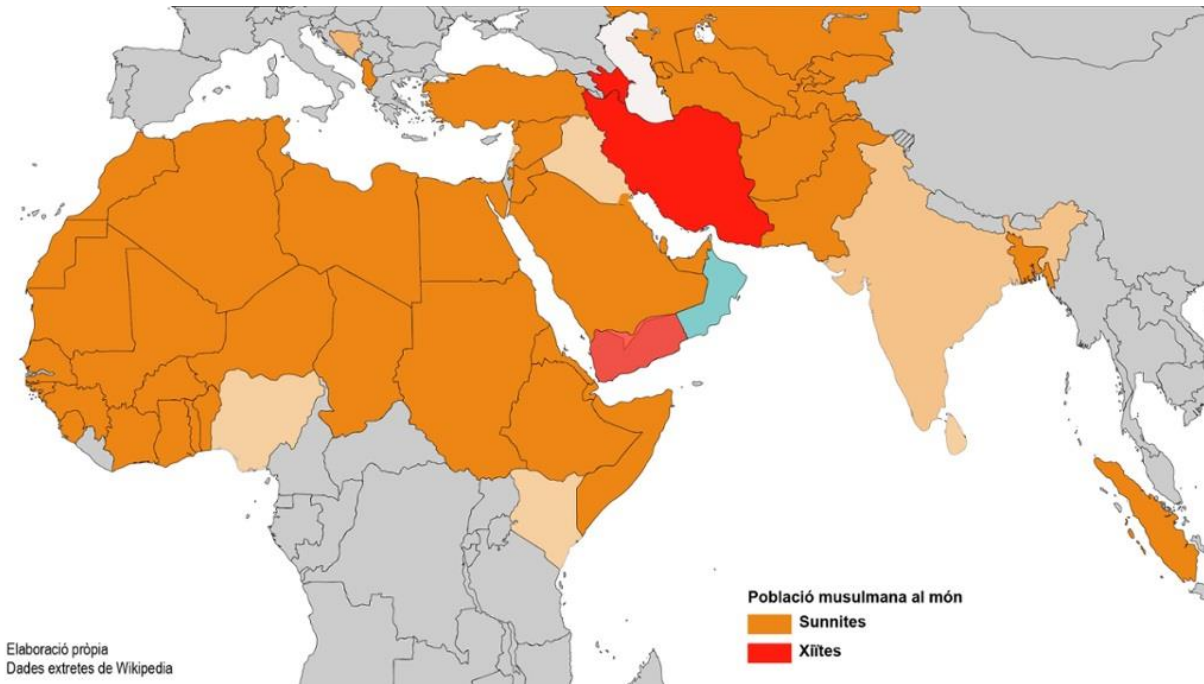 Població musulmana al món
Sunnites
Xiïtes
Elaboració pròpia
Dades extretes de Wikipedia